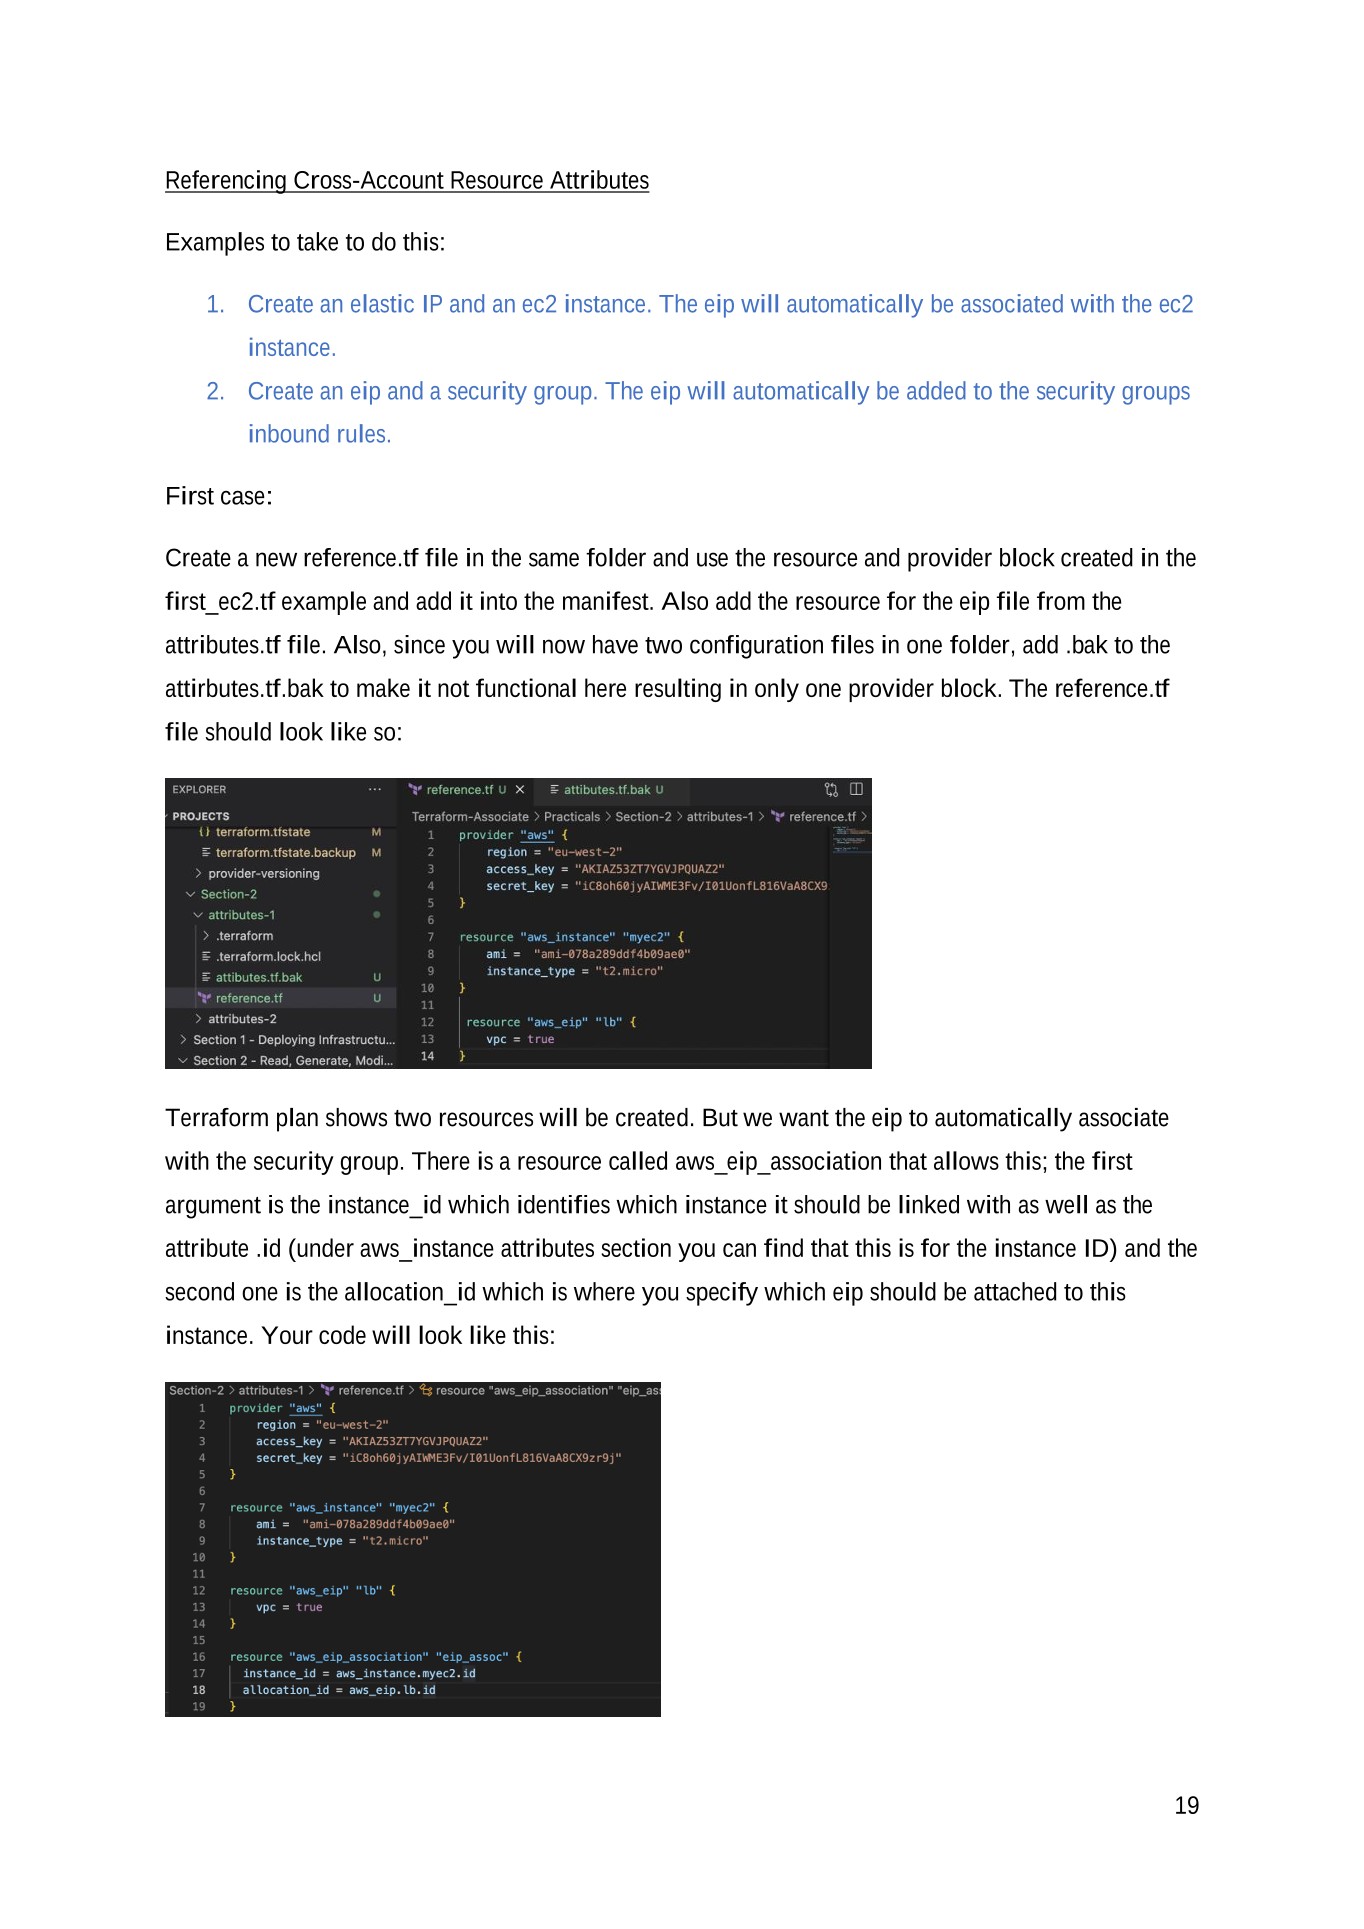 Referencing Cross-Account Resource Attributes
Examples to take to do this:
1. Create an elastic IP and an ec2 instance. The eip will automatically be associated with the ec2
instance.
2. Create an eip and a security group. The eip will automatically be added to the security groups
inbound rules.
First case:
Create a new reference.tf file in the same folder and use the resource and provider block created in the
first_ec2.tf example and add it into the manifest. Also add the resource for the eip file from the
attributes.tf file. Also, since you will now have two configuration files in one folder, add .bak to the
attirbutes.tf.bak to make it not functional here resulting in only one provider block. The reference.tf
file should look like so:
EXPLORER ···
PROJECTS
{} terraform.tfstate M
terraform.tfstate.backup M
> provider-versioning
Section-2
attributes-1
> .terraform
.terraform.lock.hcl
attibutes.tf.bak U
reference.tf U
> attributes-2
> Section 1 - Deploying Infrastructu...
Section 2 - Read, Generate, Modi...
reference.tf U × attibutes.tf.bak U
Terraform-Associate > Practicals > Section-2 > attributes-1 > reference.tf >
1 provider "aws" {
2 region = "eu-west-2"
3 access_key = "AKIAZ53ZT7YGVJPQUAZ2"
4 secret_key = "iC8oh60jyAIWME3Fv/I01UonfL816VaA8CX9
5 }
6
7 resource "aws_instance" "myec2" {
8 ami = "ami-078a289ddf4b09ae0"
9 instance_type = "t2.micro"
10 }
11
12 resource "aws_eip" "lb" {
13 vpc = true
14 }
Terraform plan shows two resources will be created. But we want the eip to automatically associate
with the security group. There is a resource called aws_eip_association that allows this; the first
argument is the instance_id which identifies which instance it should be linked with as well as the
attribute .id (under aws_instance attributes section you can find that this is for the instance ID) and the
second one is the allocation_id which is where you specify which eip should be attached to this
instance. Your code will look like this:
Section-2 > attributes-1 > reference.tf > resource "aws_eip_association" "eip_ass
1 provider "aws" {
2 region = "eu-west-2"
3 access_key = "AKIAZ53ZT7YGVJPQUAZ2"
4 secret_key = "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"
5 }
6
7 resource "aws_instance" "myec2" {
8 ami = "ami-078a289ddf4b09ae0"
9 instance_type = "t2.micro"
10 }
11
12 resource "aws_eip" "lb" {
13 vpc = true
14 }
15
16 resource "aws_eip_association" "eip_assoc" {
17 instance_id = aws_instance.myec2.id
18 allocation_id = aws_eip.lb.id
19 }
19